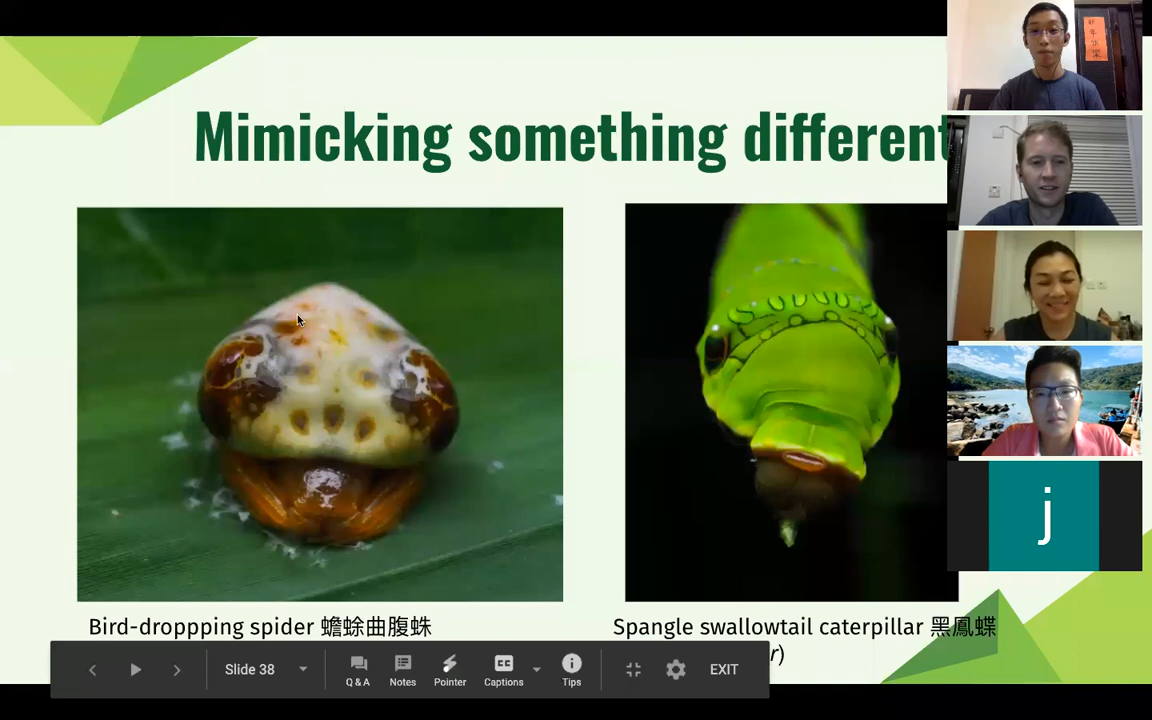 Mimicking something different
Bird-droppping spider 蟾蜍曲腹蛛
Spangle swallowtail caterpillar 黑鳳蝶
r)
Slide 38
Q & A
Notes
Pointer
CC
Captions
Tips
EXIT
j